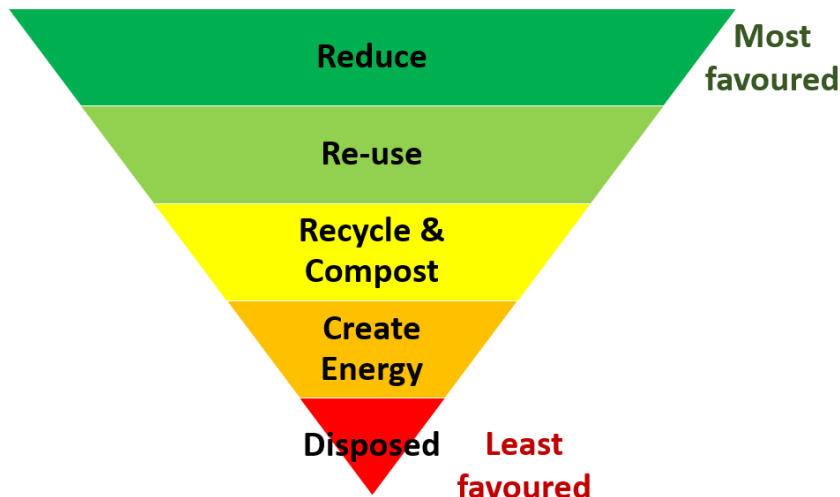 Reduce
Most
favoured
Re-use
Recycle &
Compost
Create
Energy
Disposed
Least
favoured